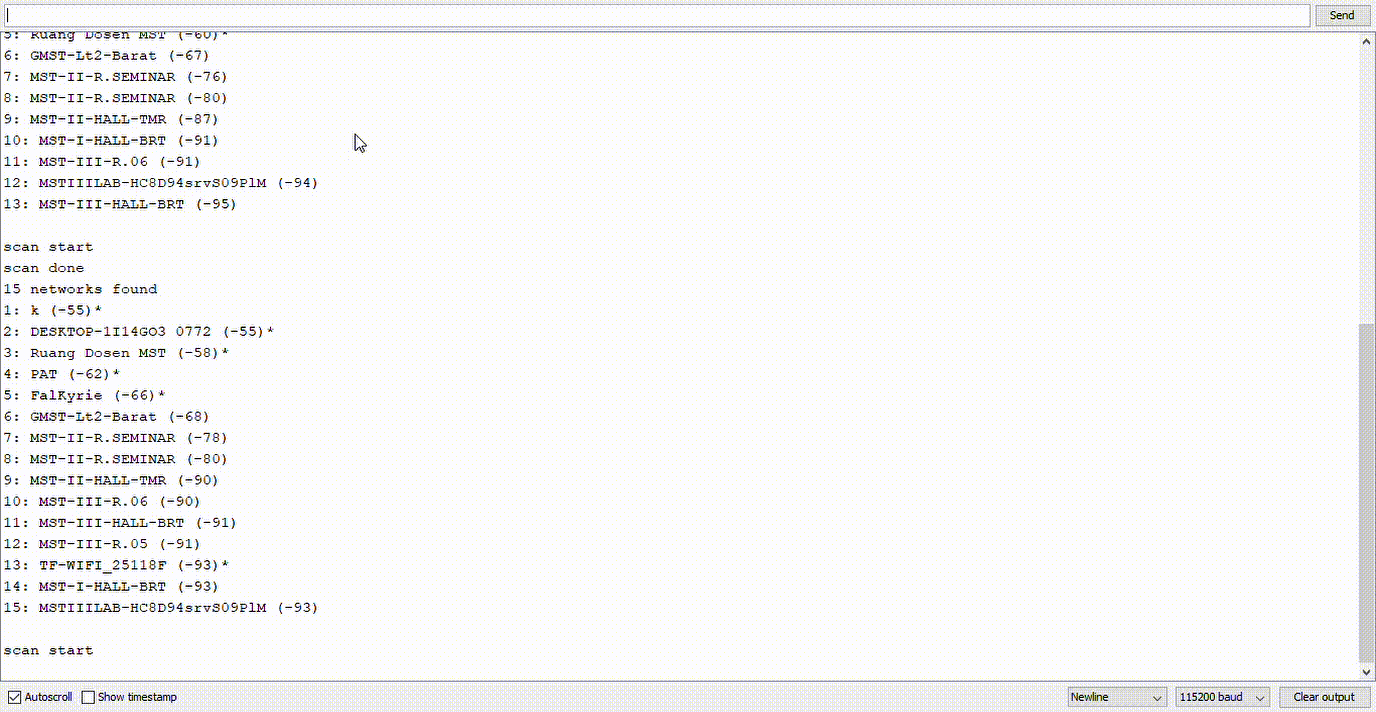 Send
5: Ruang Dosen MST (-60)*
6: GMST-Lt2-Barat (-67)
7: MST-II-R.SEMINAR (-76)
8: MST-II-R.SEMINAR (-80)
9: MST-II-HALL-TMR (-87)
10: MST-I-HALL-BRT (-91)
11: MST-III-R.06 (-91)
12: MSTIIILAB-HC8D94srvS09PlM (-94)
13: MST-III-HALL-BRT (-95)
scan start
scan done
15 networks found
1: k (-55)*
2: DESKTOP-1I14GO3 0772 (-55)*
3: Ruang Dosen MST (-58)*
4: PAT (-62)*
5: FalKyrie (-66)*
6: GMST-Lt2-Barat (-68)
7: MST-II-R.SEMINAR (-78)
8: MST-II-R.SEMINAR (-80)
9: MST-II-HALL-TMR (-90)
10: MST-III-R.06 (-90)
11: MST-III-HALL-BRT (-91)
12: MST-III-R.05 (-91)
13: TF-WIFI_25118F (-93)*
14: MST-I-HALL-BRT (-93)
15: MSTIIILAB-HC8D94srvS09PlM (-93)
scan start
Autoscroll Show timestamp Newline 115200 baud Clear output